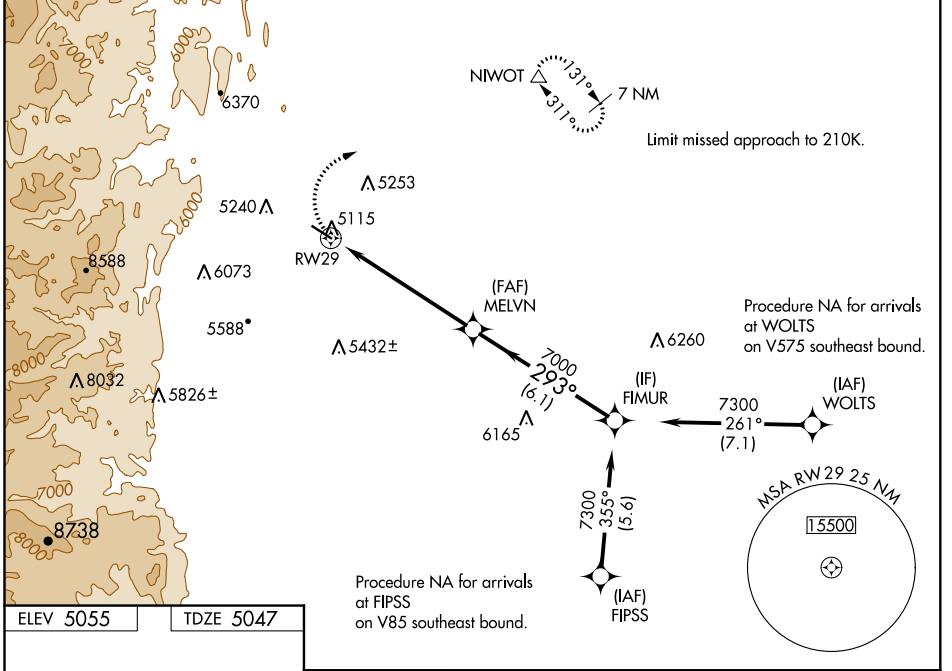 7000
6000
6370
NIWOT
131°
311°
7 NM
Limit missed approach to 210K.
5253
5240
5115
6000
RW29
8588
6073
(FAF)
MELVN
5588
Procedure NA for arrivals
at WOLTS
on V575 southeast bound.
5432±
6260
8000
7000
293°
(6.1)
(IF)
FIMUR
8032
5826±
7300
261°
(7.1)
(IAF)
WOLTS
6165
7000
MSA RW29 25 NM
15500
7300
355°
(5.6)
8738
8000
Procedure NA for arrivals
at FIPSS
on V85 southeast bound.
(IAF)
FIPSS
ELEV 5055
TDZE 5047